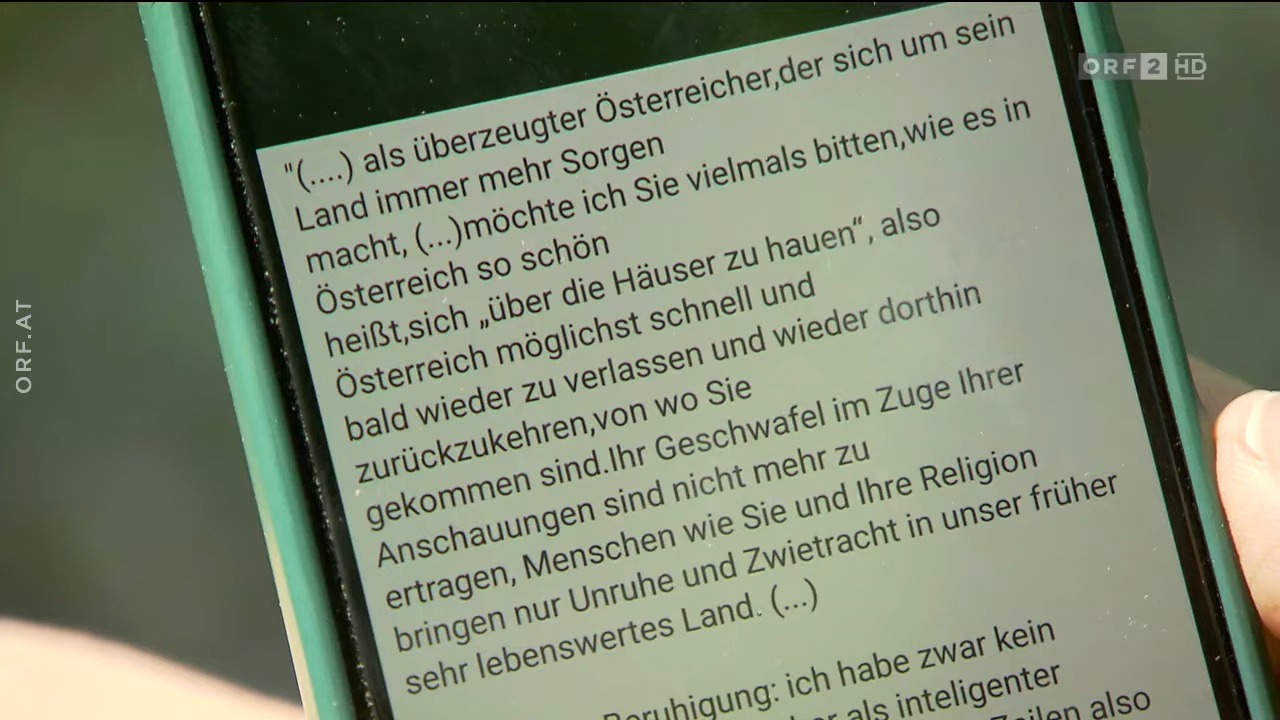 ORF 2 HD
ORF.AT
"(....) als überzeugter Österreicher,der sich um sein
Land immer mehr Sorgen
macht, (...)möchte ich Sie vielmals bitten,wie es in
Österreich so schön
heißt,sich „über die Häuser zu hauen“, also
Österreich möglichst schnell und
bald wieder zu verlassen und wieder dorthin
zurückzukehren,von wo Sie
gekommen sind.Ihr Geschwafel im Zuge Ihrer
Anschauungen sind nicht mehr zu
ertragen, Menschen wie Sie und Ihre Religion
bringen nur Unruhe und Zwietracht in unser früher
sehr lebenswertes Land. (...)
ich habe zwar kein
als inteligenter
Zeilen also